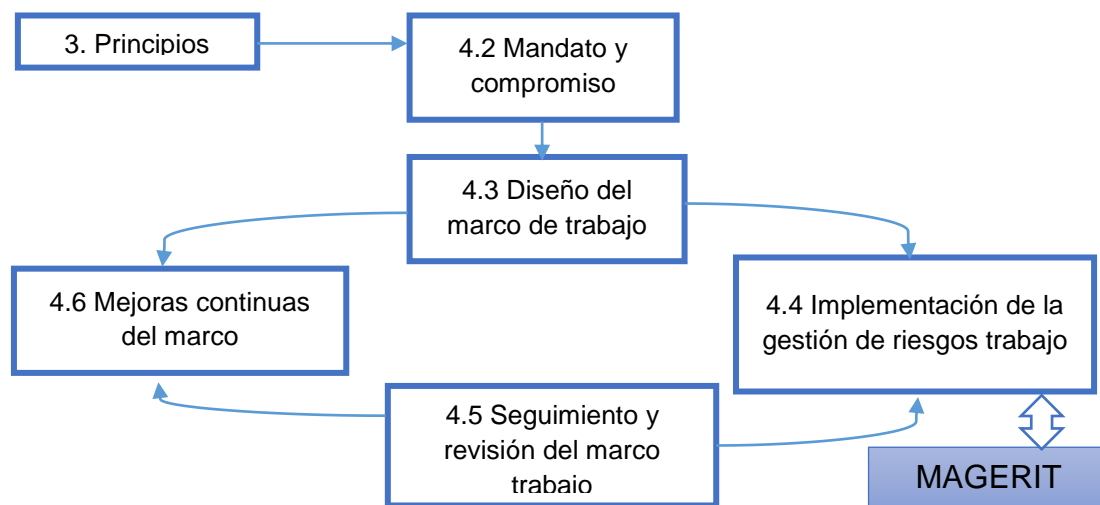 3. Principios
4.2 Mandato y
compromiso
4.3 Diseño del
marco de trabajo
4.6 Mejoras continuas
del marco
4.4 Implementación de la
gestión de riesgos trabajo
4.5 Seguimiento y
revisión del marco
trabajo
MAGERIT